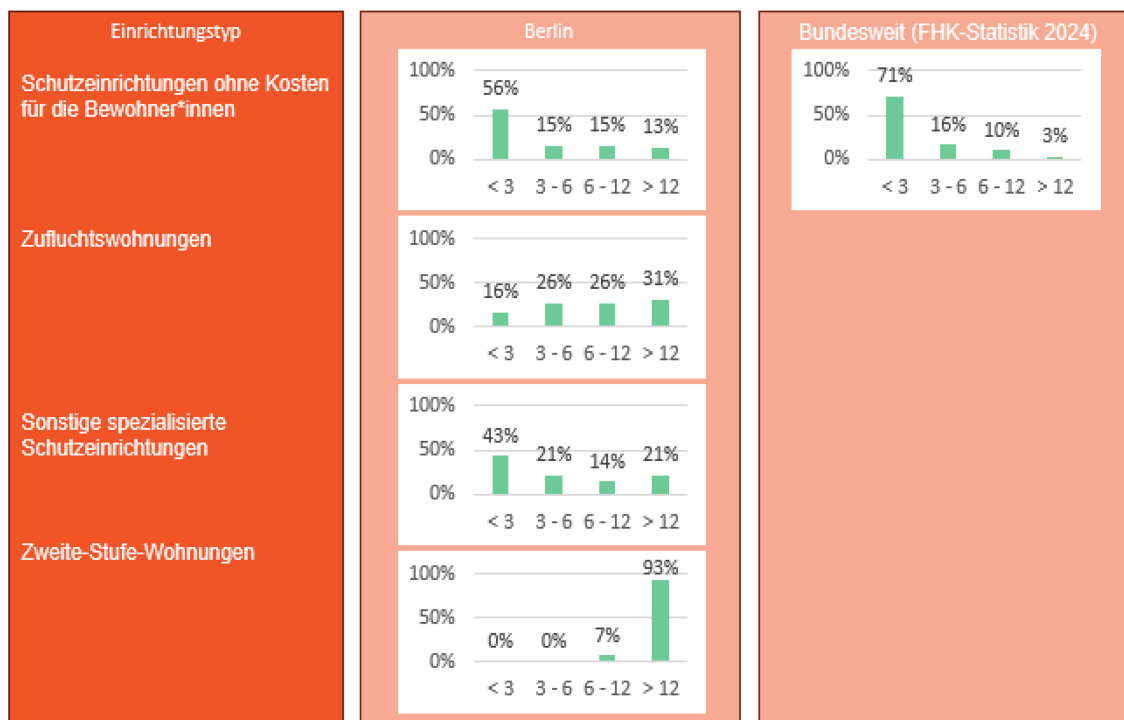 Einrichtungstyp
Schutzeinrichtungen ohne Kosten
für die Bewohner*innen
Zufluchtswohnungen
Sonstige spezialisierte
Schutzeinrichtungen
Zweite-Stufe-Wohnungen
Berlin
100%
50%
0%
56%
15%
15%
13%
< 3
3 - 6
6 - 12
> 12
100%
50%
0%
16%
26%
26%
31%
< 3
3 - 6
6 - 12
> 12
100%
50%
0%
43%
21%
14%
21%
< 3
3 - 6
6 - 12
> 12
100%
50%
0%
0%
0%
7%
93%
< 3
3 - 6
6 - 12
> 12
Bundesweit (FHK-Statistik 2024)
100%
50%
0%
71%
16%
10%
3%
< 3
3 - 6
6 - 12
> 12